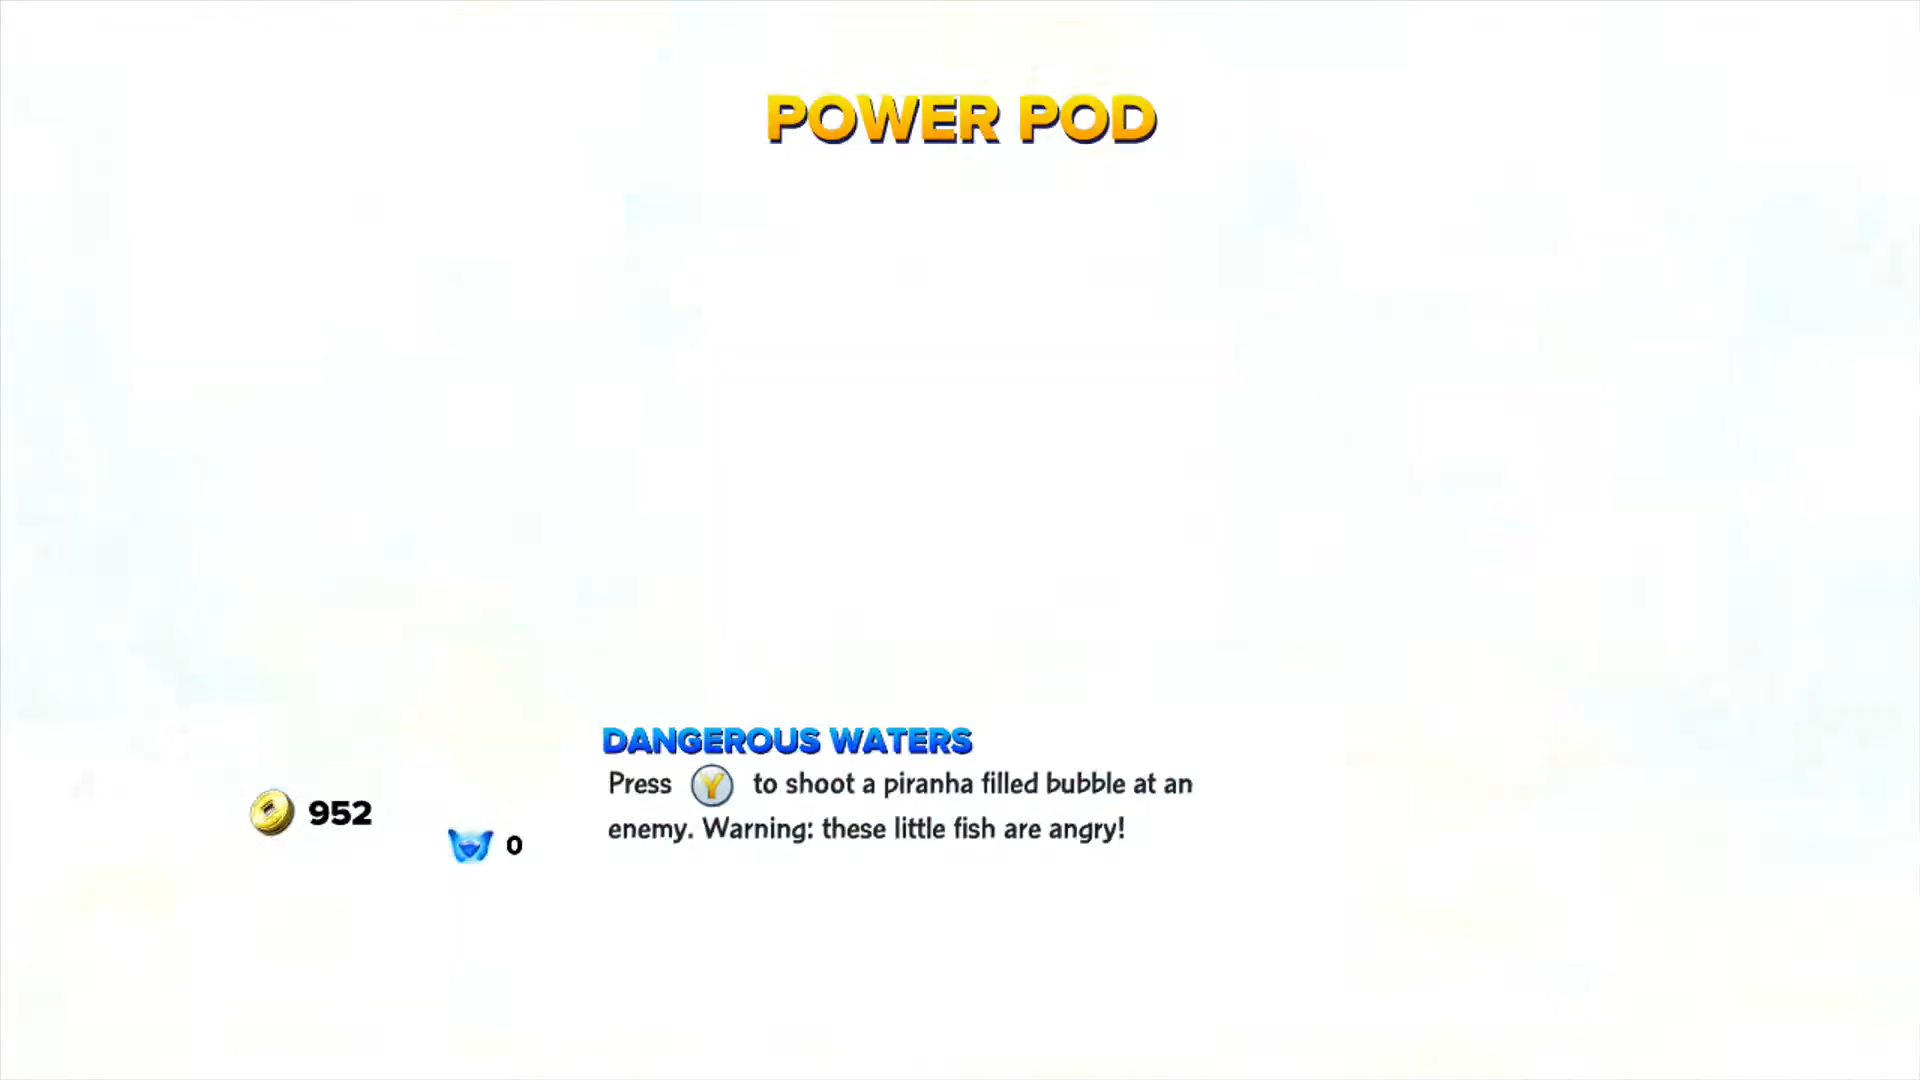 POWER POD
DANGEROUS WATERS
Press Y to shoot a piranha filled bubble at an
enemy. Warning: these little fish are angry!
952
0